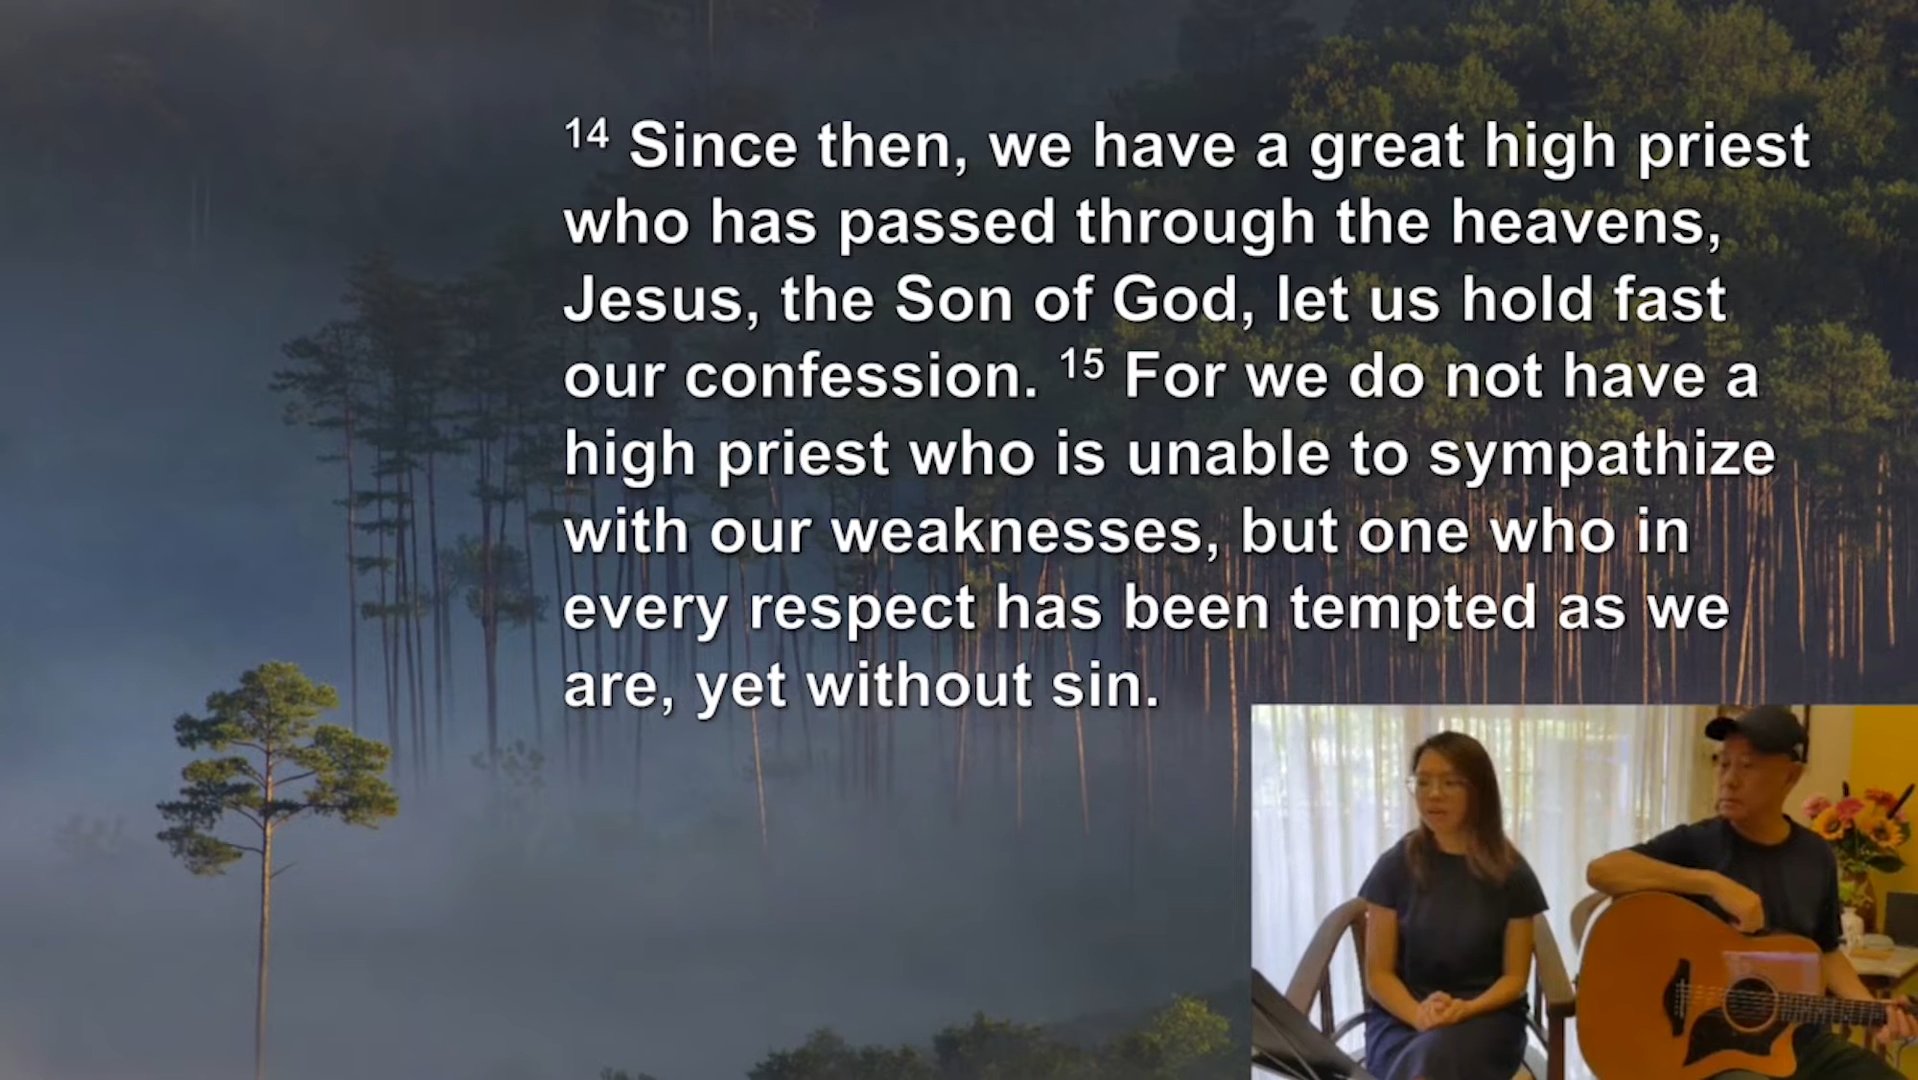 14 Since then, we have a great high priest
who has passed through the heavens,
Jesus, the Son of God, let us hold fast
our confession. 15 For we do not have a
high priest who is unable to sympathize
with our weaknesses, but one who in
every respect has been tempted as we
are, yet without sin.